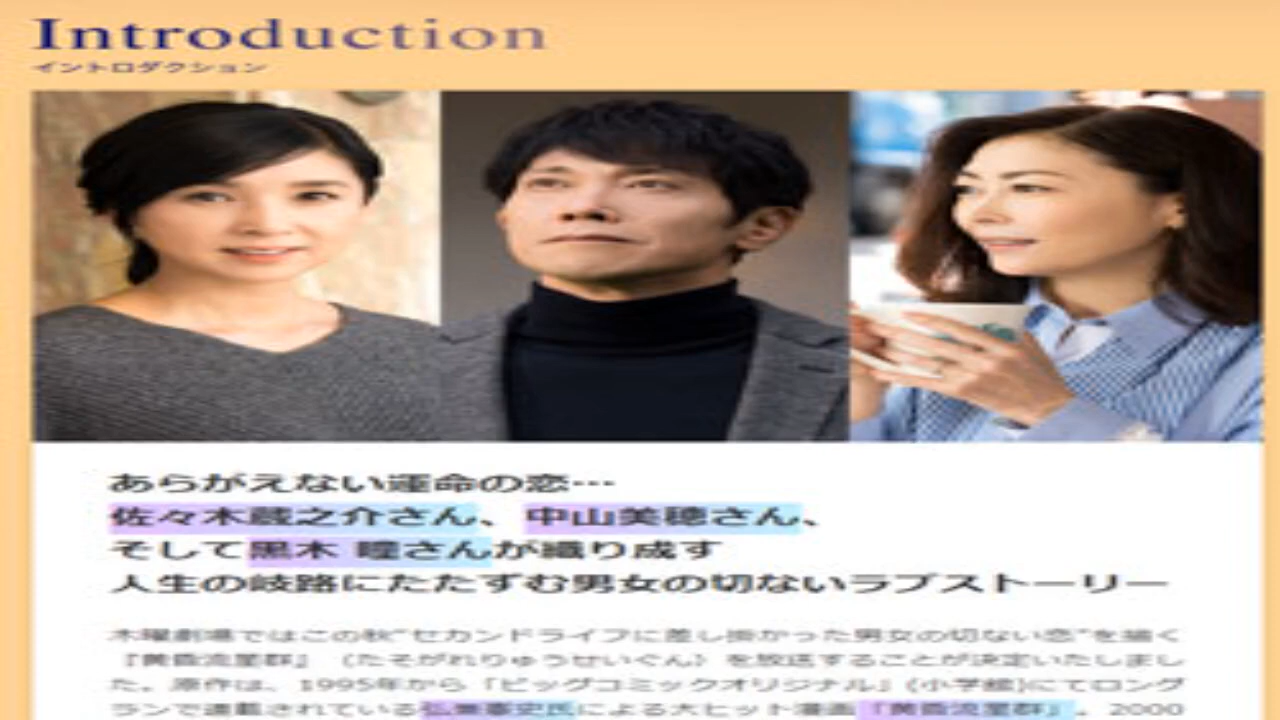 Introduction
イントロダクション
あらがえない運命の恋…
佐々木蔵之介さん、中山美穂さん、
そして黒木 瞳さんが織り成す
人生の岐路にたたずむ男女の切ないラブストーリー
木曜劇場ではこの秋“セカンドライフに差し掛かった男女の切ない恋”を描く
『黄昏流星群』（たそがれりゅうせいぐん）を放送することが決定いたしまし
た。原作は、1995年から「ビッグコミックオリジナル」(小学館)にてロング
ランで連載されている弘兼憲史氏による大ヒット漫画「黄昏流星群」。2000